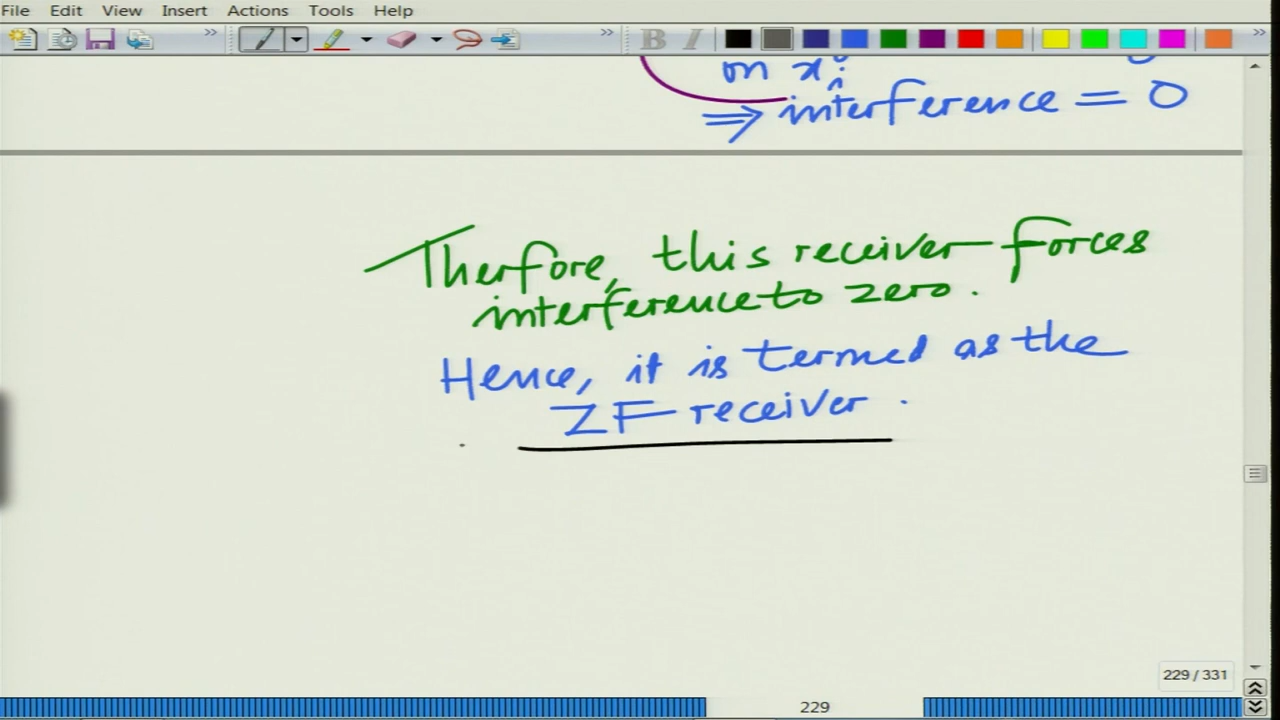 File Edit View Insert Actions Tools Help
B I
on xi
⇒ interference = 0
Therfore, this receiver forces
interference to zero.
Hence, it is termed as the
ZF receiver.
229 / 331
229